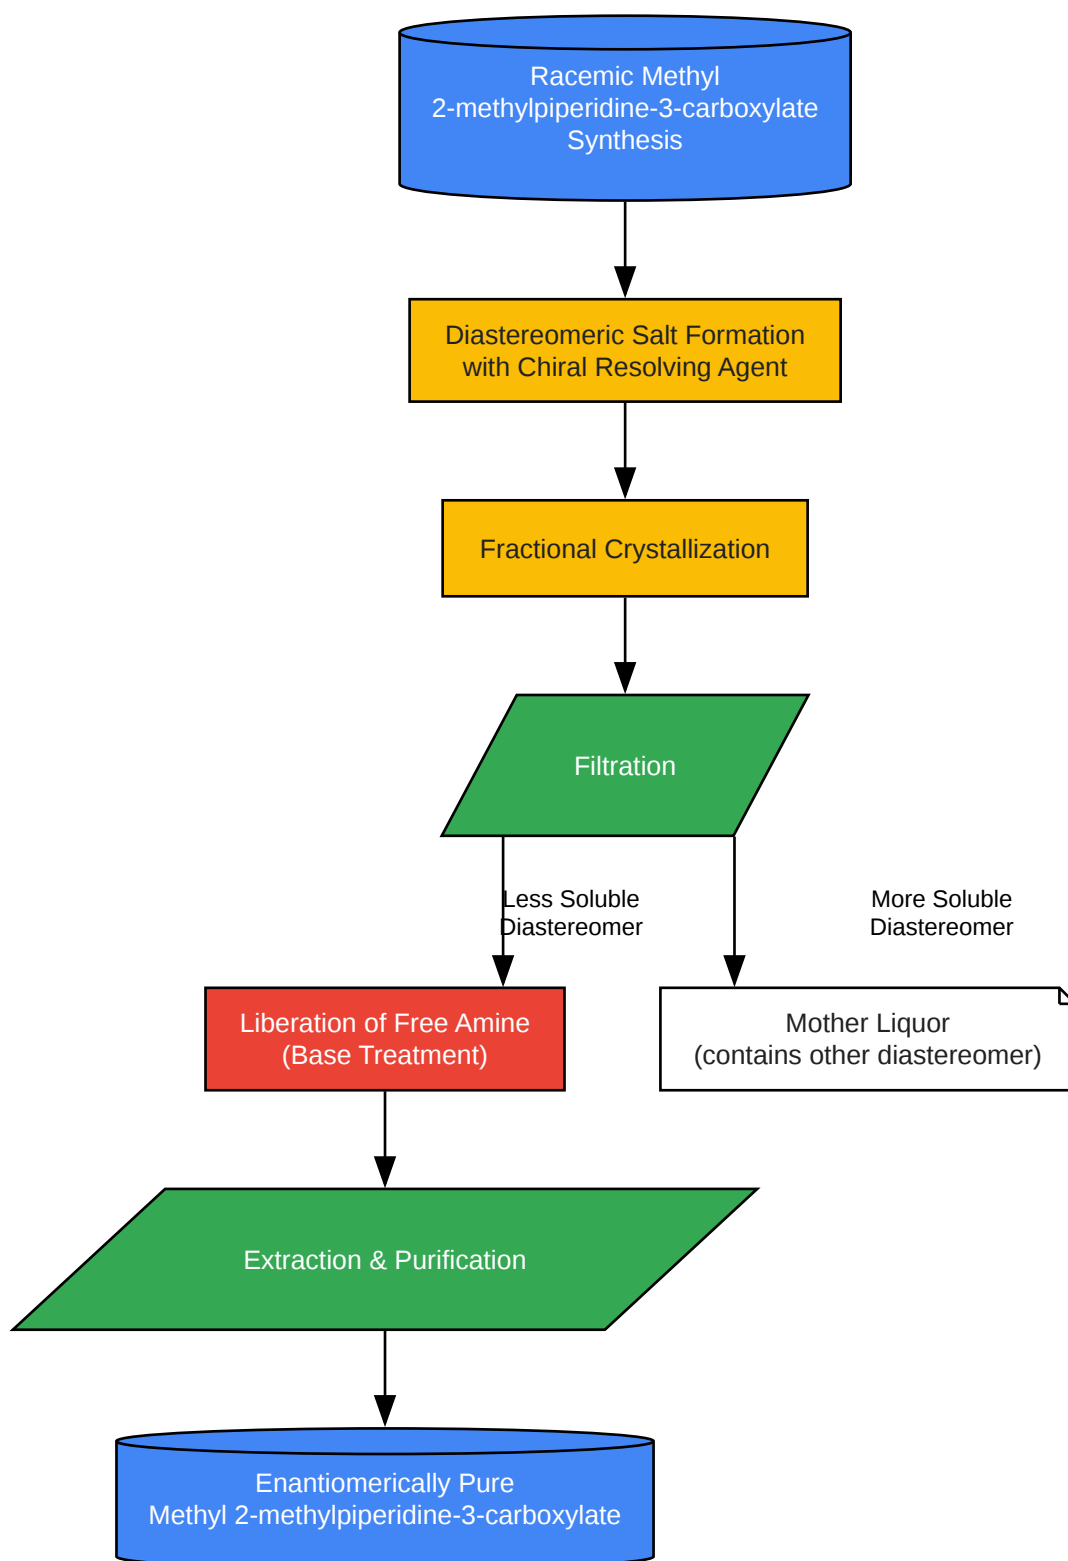 Racemic Methyl
2-methylpiperidine-3-carboxylate
Synthesis
Diastereomeric Salt Formation
with Chiral Resolving Agent
Fractional Crystallization
Filtration
Less Soluble
Diastereomer
More Soluble
Diastereomer
Liberation of Free Amine
(Base Treatment)
Mother Liquor
(contains other diastereomer)
Extraction & Purification
Enantiomerically Pure
Methyl 2-methylpiperidine-3-carboxylate